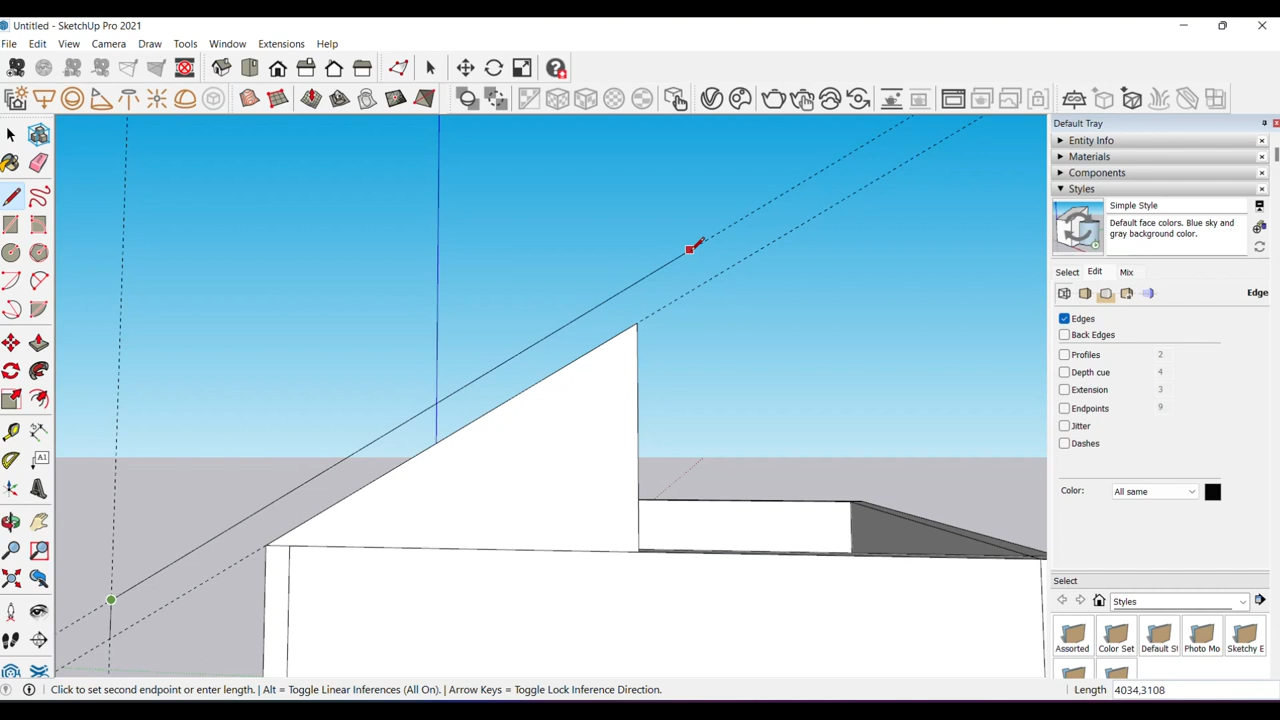 Untitled - SketchUp Pro 2021
File Edit View Camera Draw Tools Window Extensions Help
Default Tray
Entity Info
Materials
Components
Styles
Simple Style
Default face colors. Blue sky and
gray background color.
Select Edit Mix
Edge
Edges
Back Edges
Profiles 2
Depth cue 4
Extension 3
Endpoints 9
Jitter
Dashes
Color: All same
A1
Select
Styles
Assorted Color Set Default St Photo Mo Sketchy E
Click to set second endpoint or enter length. | Alt = Toggle Linear Inferences (All On). | Arrow Keys = Toggle Lock Inference Direction. Length 4034,3108